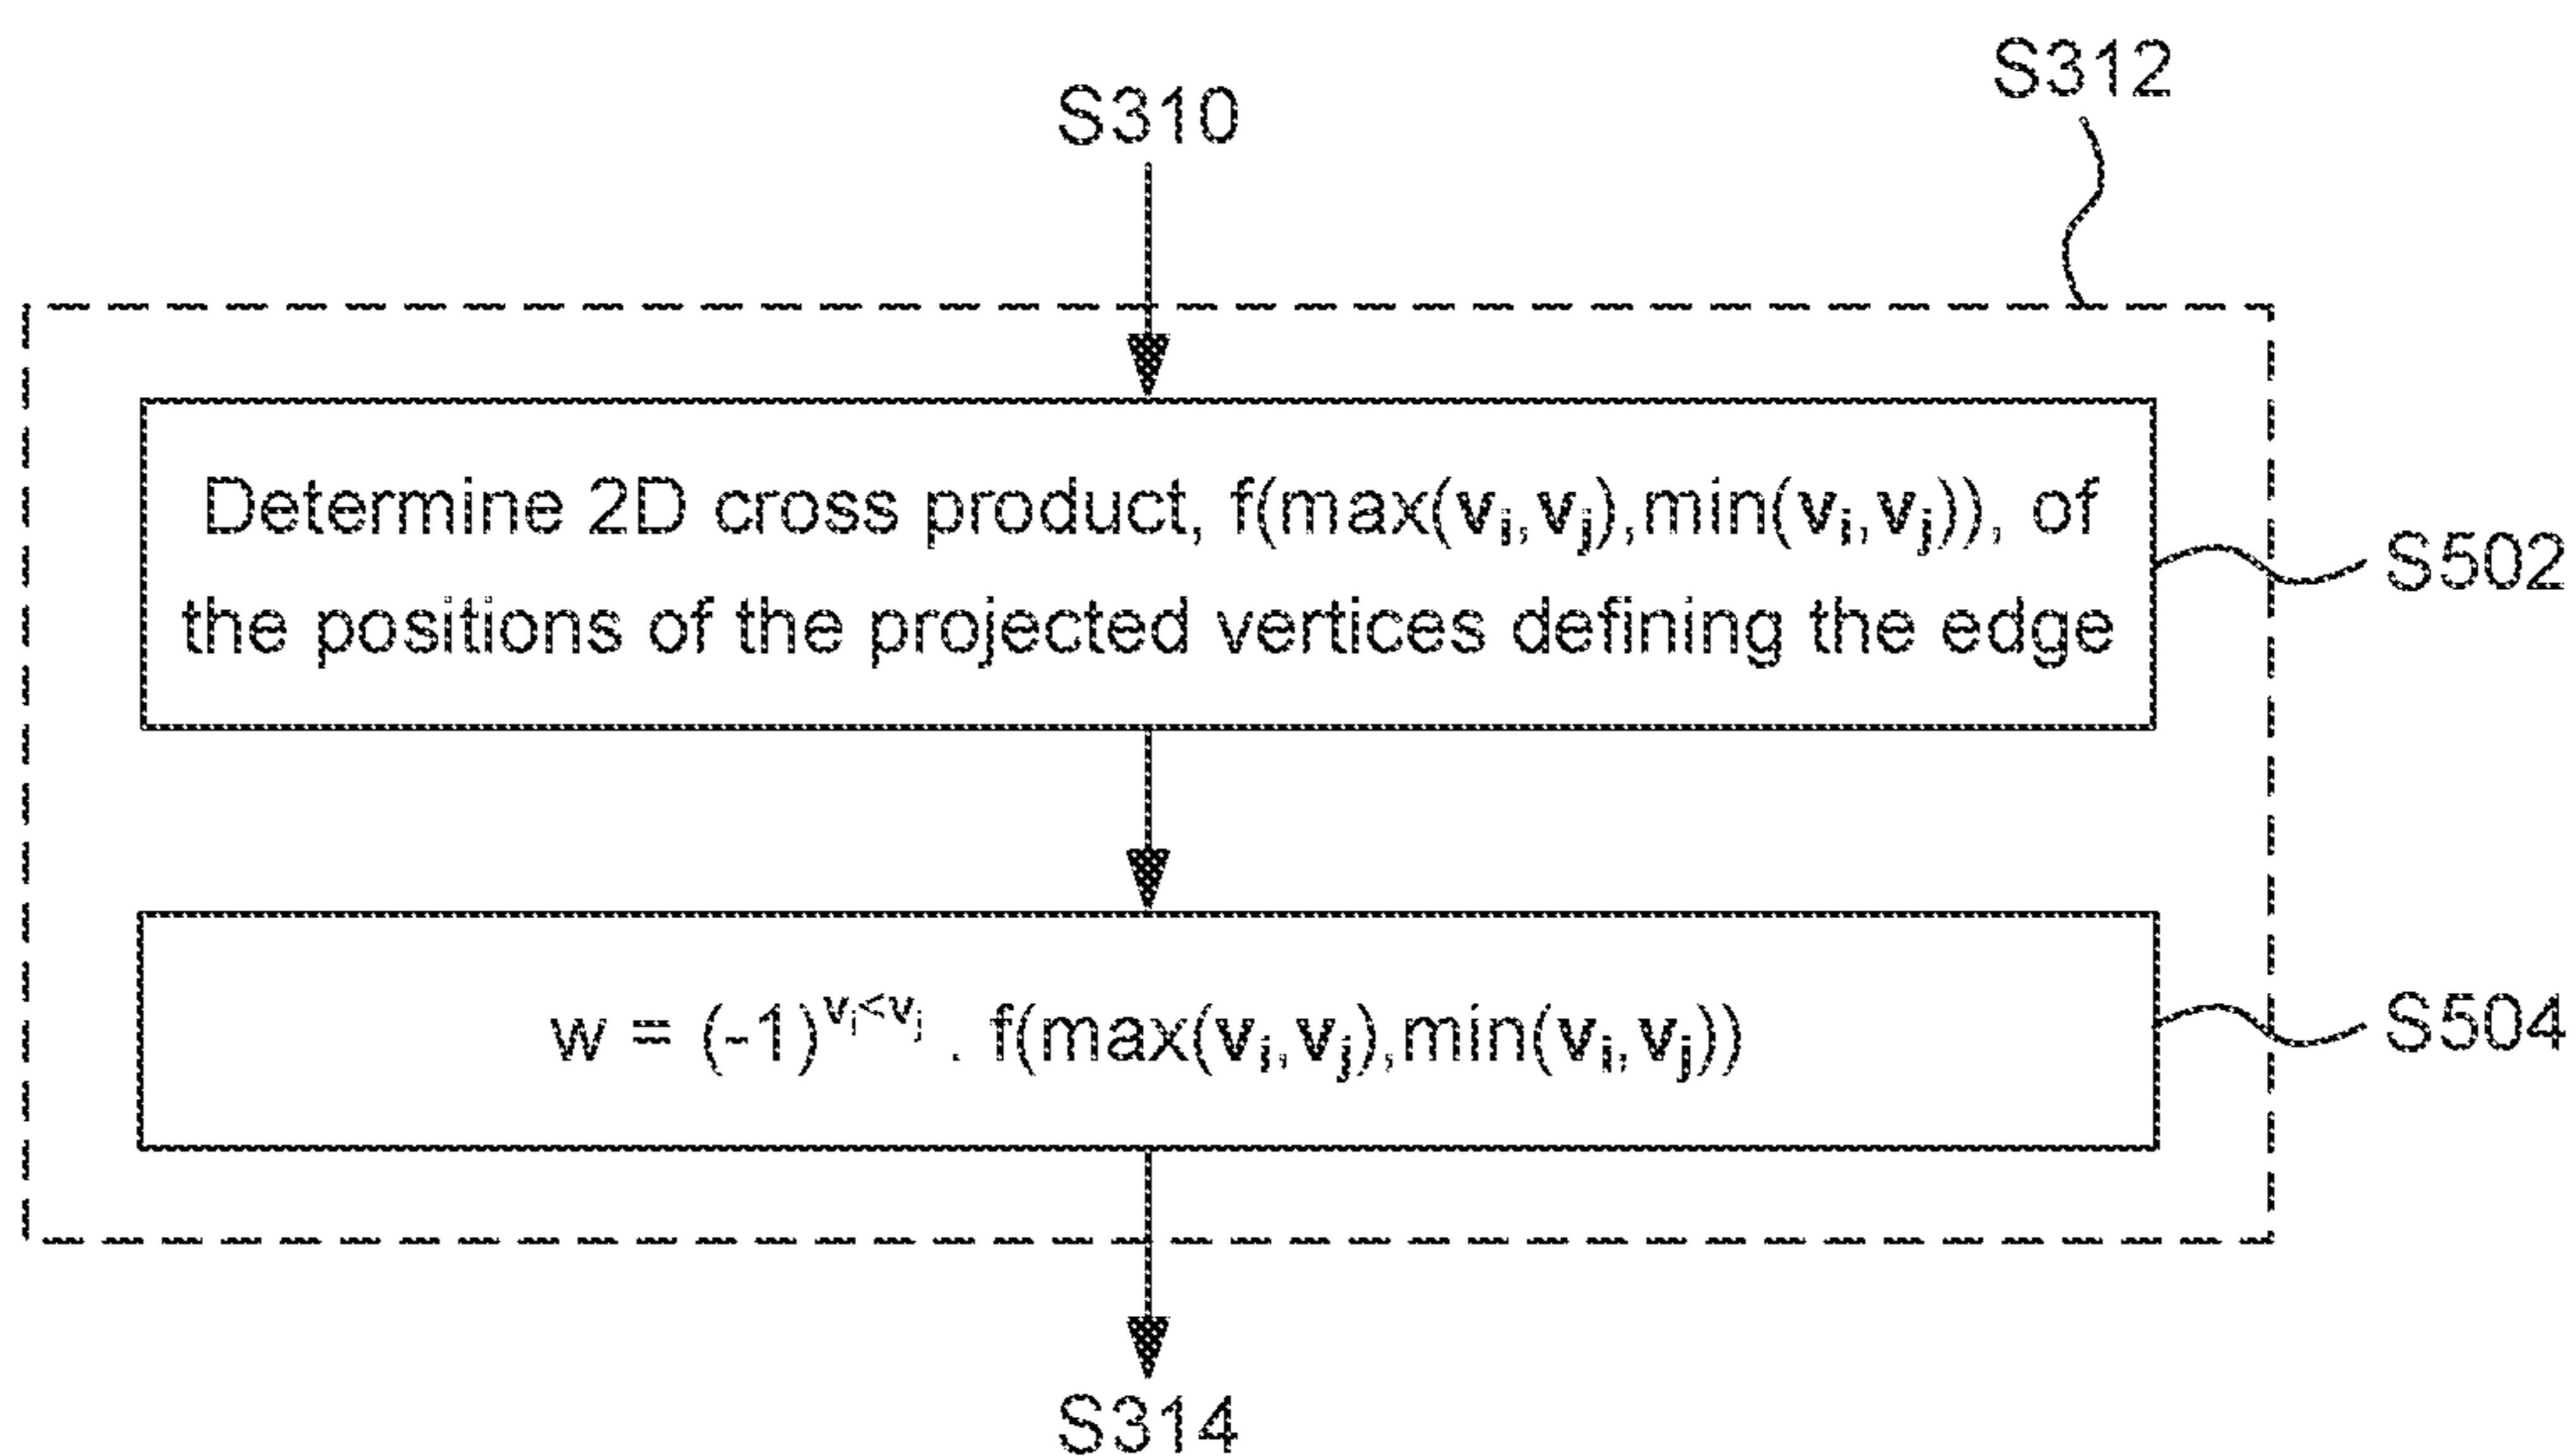 S312
S310
Determine 2D cross product, f(max(vᵢ,vⱼ),min(vᵢ,vⱼ)), of
the positions of the projected vertices defining the edge
S502
w = (-1)^{vᵢ<vⱼ} . f(max(vᵢ,vⱼ),min(vᵢ,vⱼ))
S504
S314